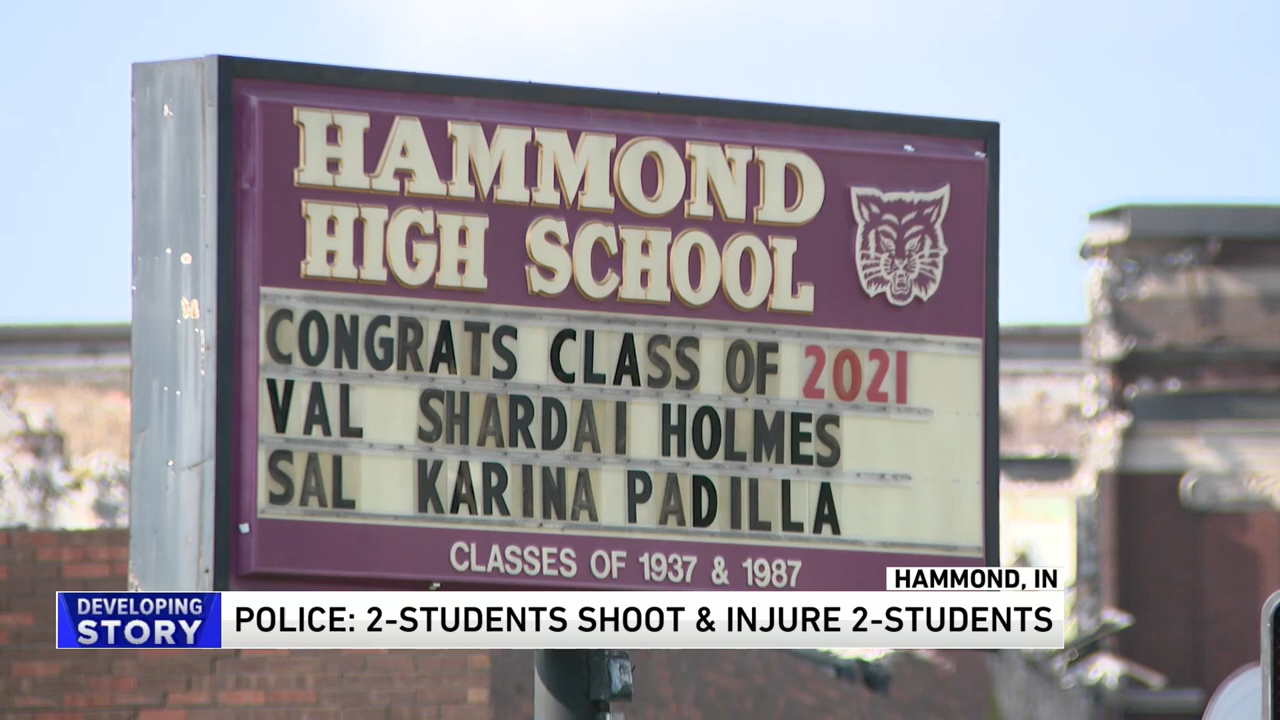 HAMMOND
HIGH SCHOOL
CONGRATS CLASS OF 2021
VAL SHARDAI HOLMES
SAL KARINA PADILLA
CLASSES OF 1937 & 1987
HAMMOND, IN
DEVELOPING
STORY
POLICE: 2-STUDENTS SHOOT & INJURE 2-STUDENTS